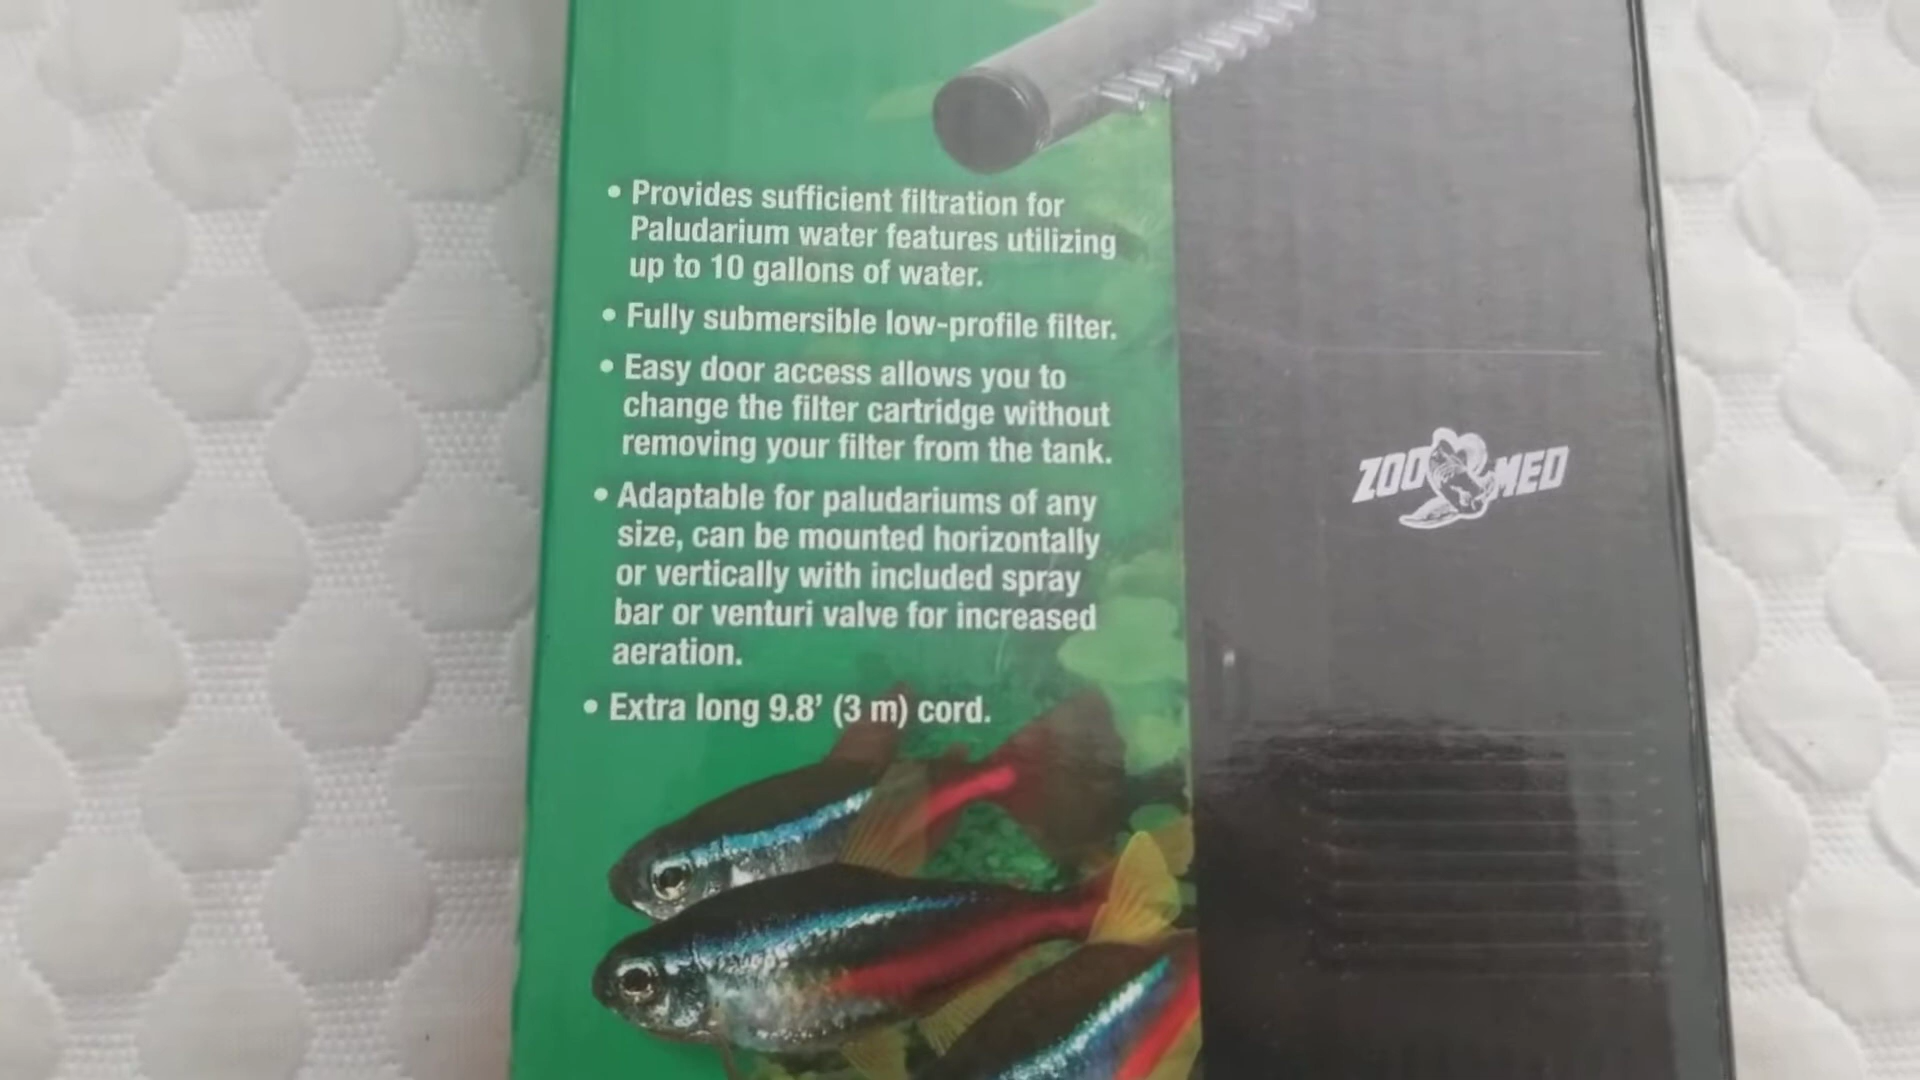 • Provides sufficient filtration for
Paludarium water features utilizing
up to 10 gallons of water.
• Fully submersible low-profile filter.
• Easy door access allows you to
change the filter cartridge without
removing your filter from the tank.
• Adaptable for paludariums of any
size, can be mounted horizontally
or vertically with included spray
bar or venturi valve for increased
aeration.
• Extra long 9.8’ (3 m) cord.
ZOO MED